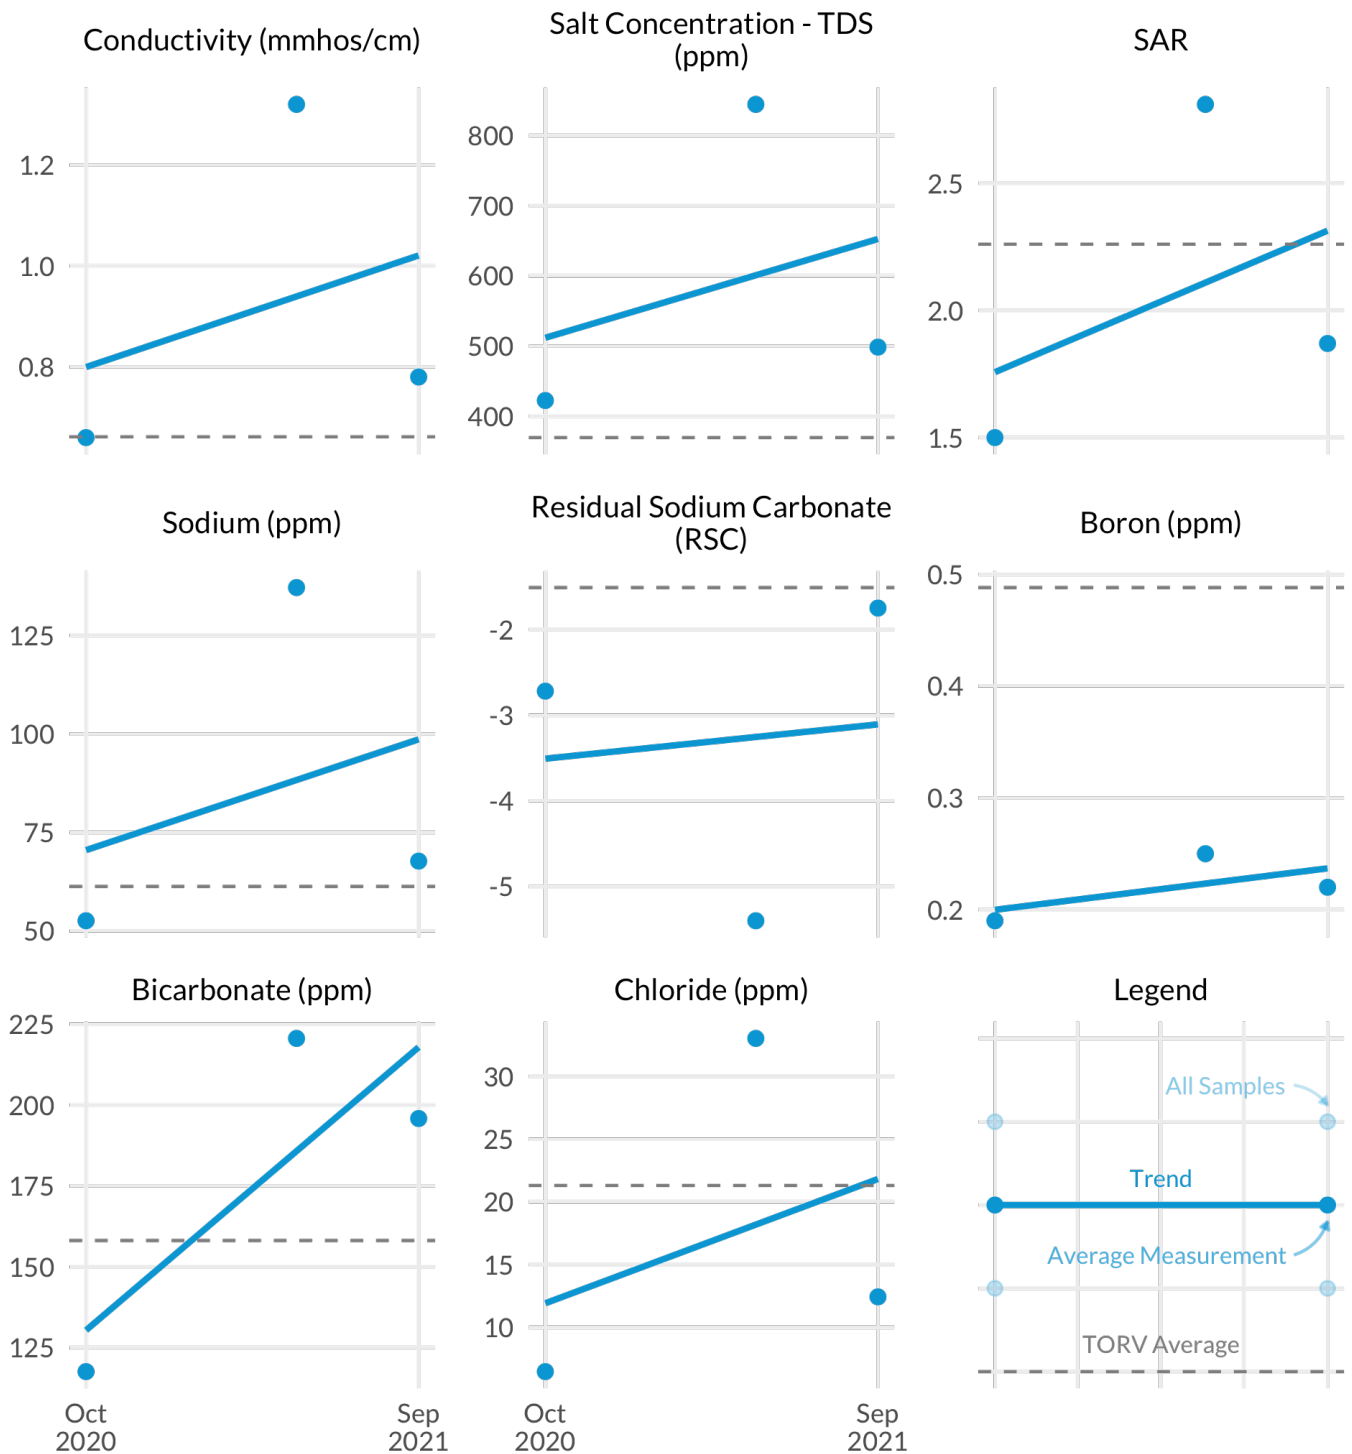 Conductivity (mmhos/cm)
1.2
1.0
0.8
Salt Concentration - TDS
(ppm)
800
700
600
500
400
SAR
2.5
2.0
1.5
Sodium (ppm)
125
100
75
50
Residual Sodium Carbonate
(RSC)
-2
-3
-4
-5
Boron (ppm)
0.5
0.4
0.3
0.2
Bicarbonate (ppm)
225
200
175
150
125
Oct
2020
Sep
2021
Chloride (ppm)
30
25
20
15
10
Oct
2020
Sep
2021
Legend
All Samples
Trend
Average Measurement
TORV Average